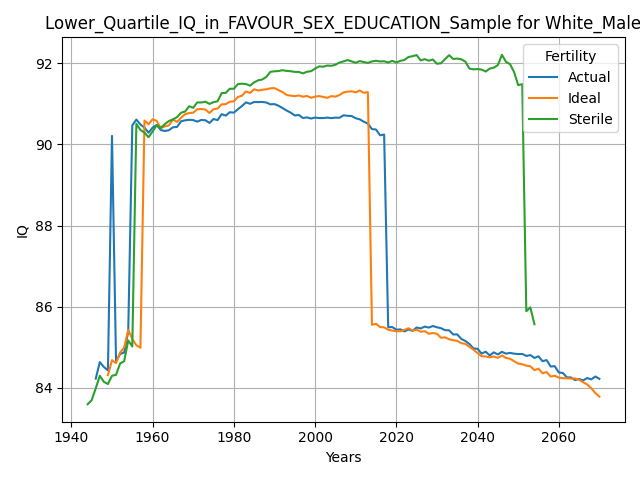 Lower_Quartile_IQ_in_FAVOUR_SEX_EDUCATION_Sample for White_Male
92
90
88
86
84
IQ
1940
1960
1980
2000
2020
2040
2060
Years
Fertility
Actual
Ideal
Sterile